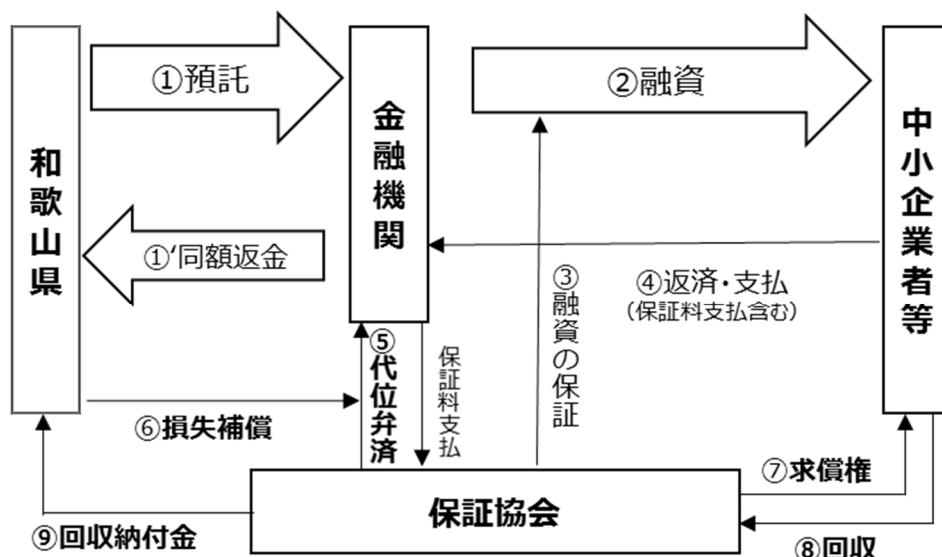 和歌山県
①預託
金融機関
②融資
中小企業者等
①‘同額返金
③融資の保証
④返済・支払
(保証料支払含む)
⑤代位弁済
保証料支払
⑥損失補償
⑦求償権
保証協会
⑨回収納付金
⑧回収